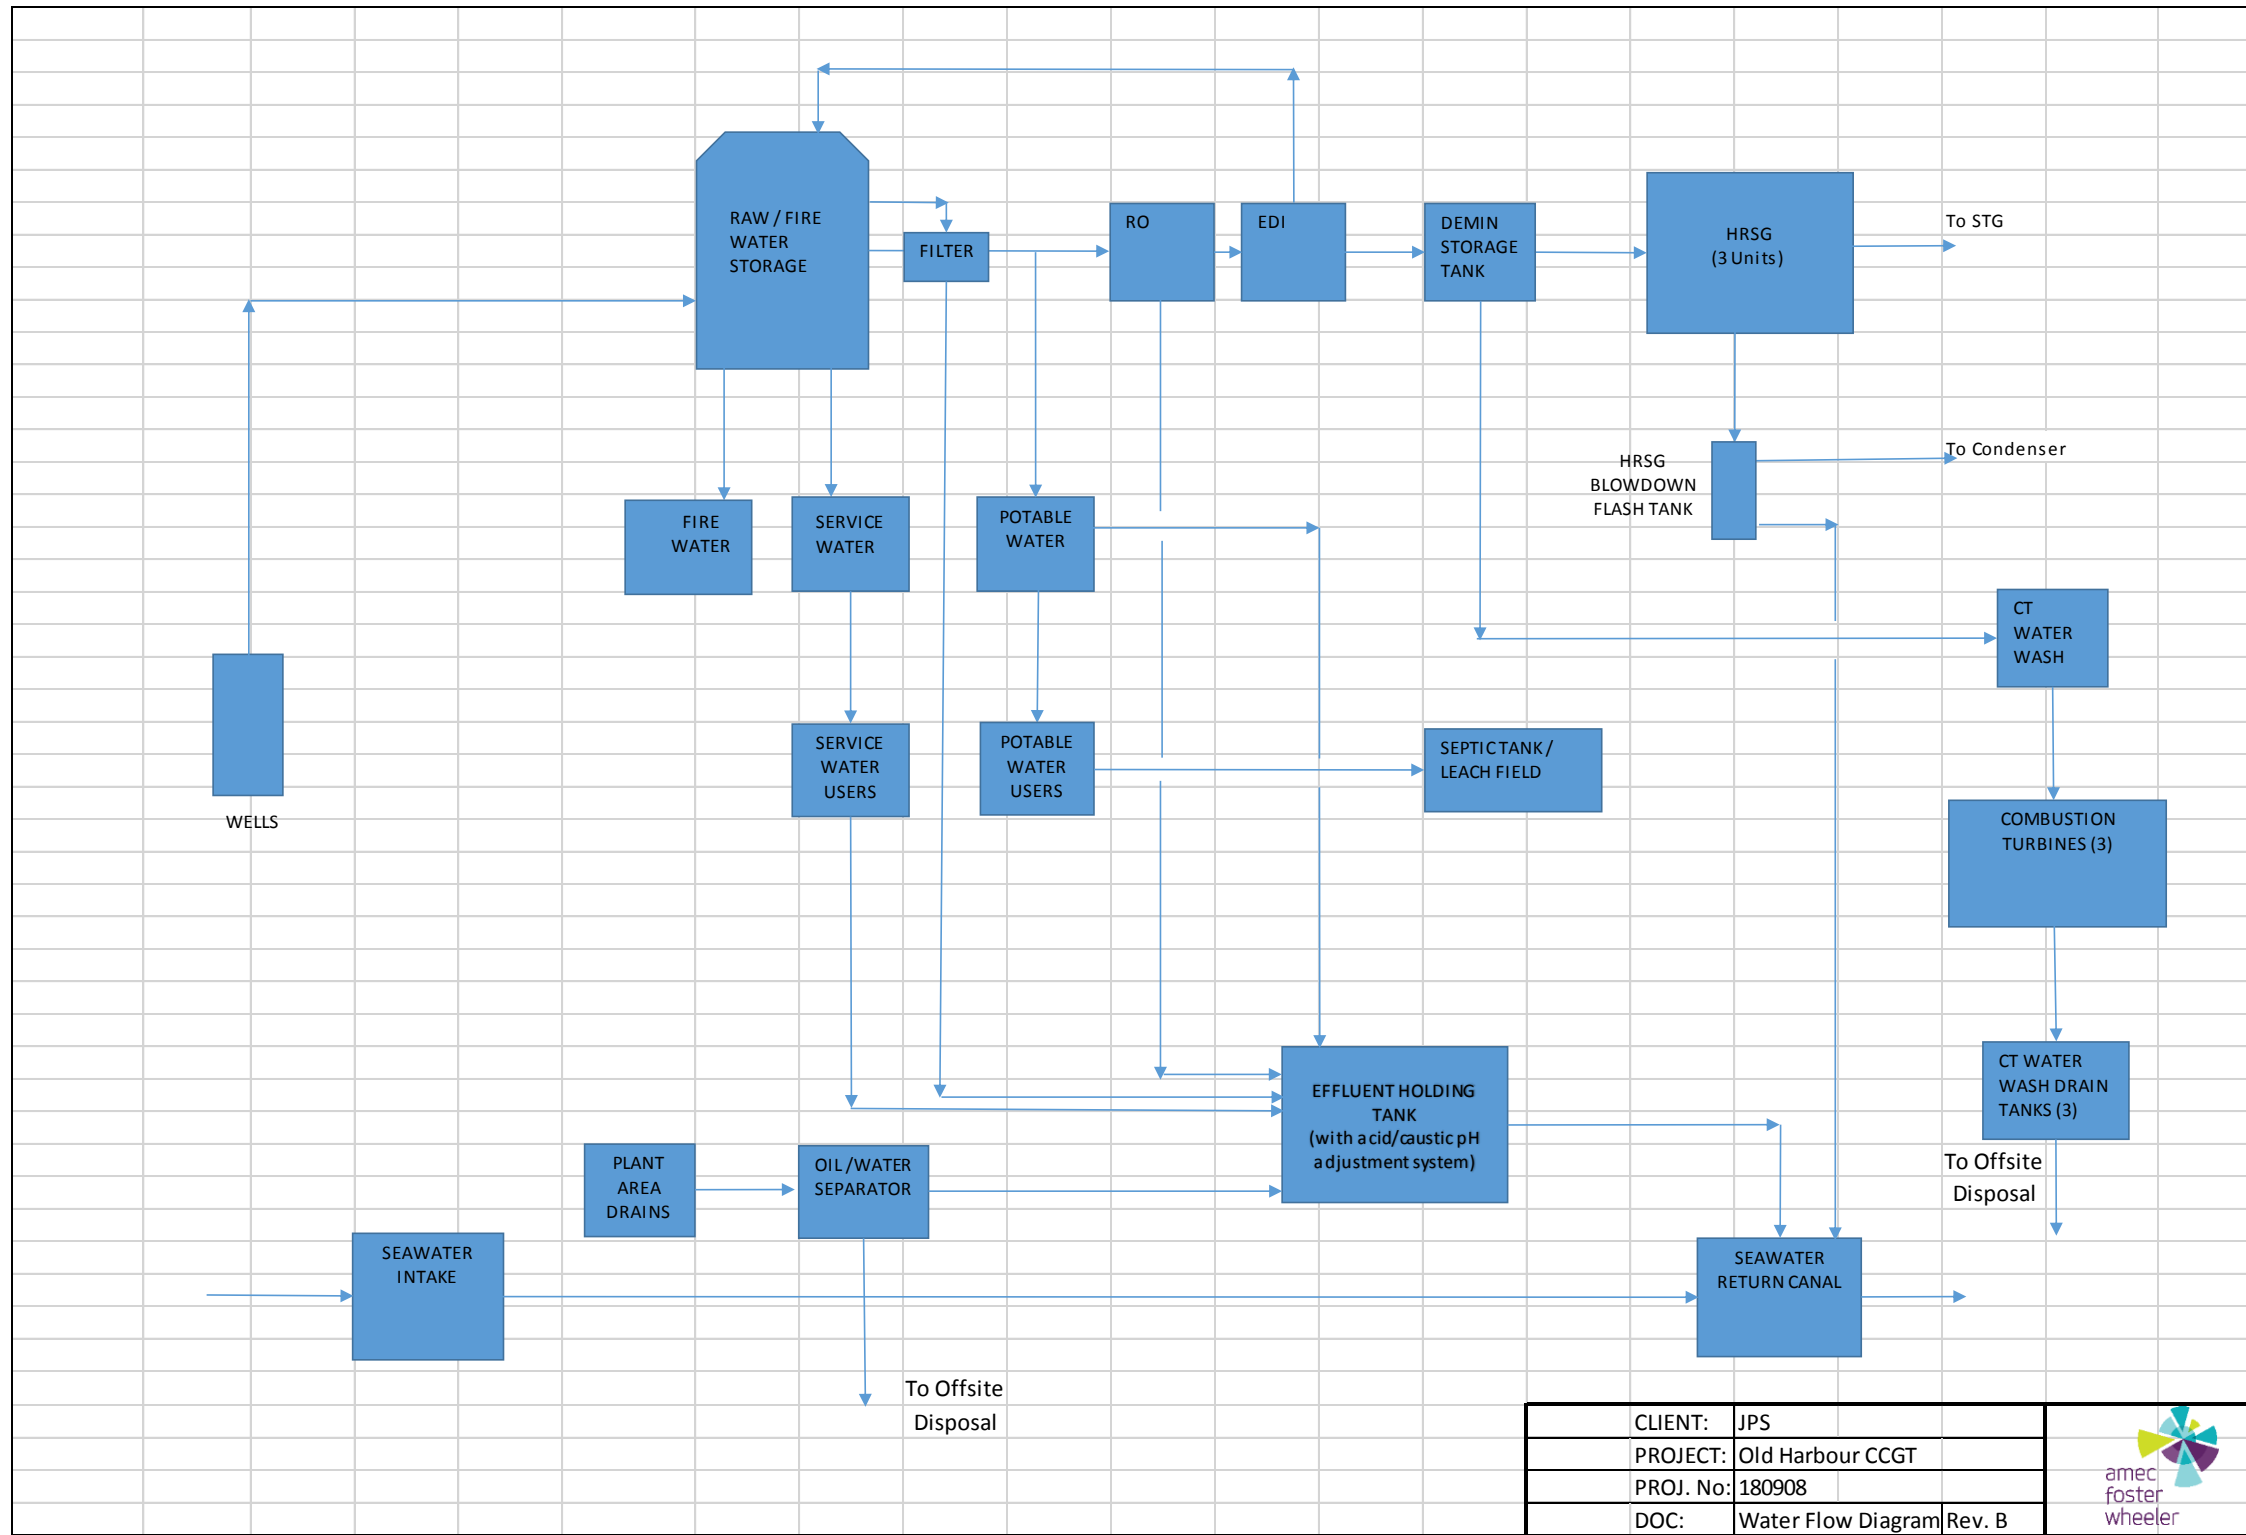 RAW / FIRE
WATER
STORAGE
FILTER
RO
EDI
DEMIN
STORAGE
TANK
HRSG
(3 Units)
To STG
HRSG
BLOWDOWN
FLASH TANK
To Condenser
FIRE
WATER
SERVICE
WATER
POTABLE
WATER
CT
WATER
WASH
WELLS
SERVICE
WATER
USERS
POTABLE
WATER
USERS
SEPTIC TANK /
LEACH FIELD
COMBUSTION
TURBINES (3)
EFFLUENT HOLDING
TANK
(with acid/caustic pH
adjustment system)
CT WATER
WASH DRAIN
TANKS (3)
To Offsite
Disposal
PLANT
AREA
DRAINS
OIL /WATER
SEPARATOR
SEAWATER
INTAKE
SEAWATER
RETURN CANAL
To Offsite
Disposal
CLIENT: JPS
PROJECT: Old Harbour CCGT
PROJ. No: 180908
DOC: Water Flow Diagram Rev. B
amec
foster
wheeler